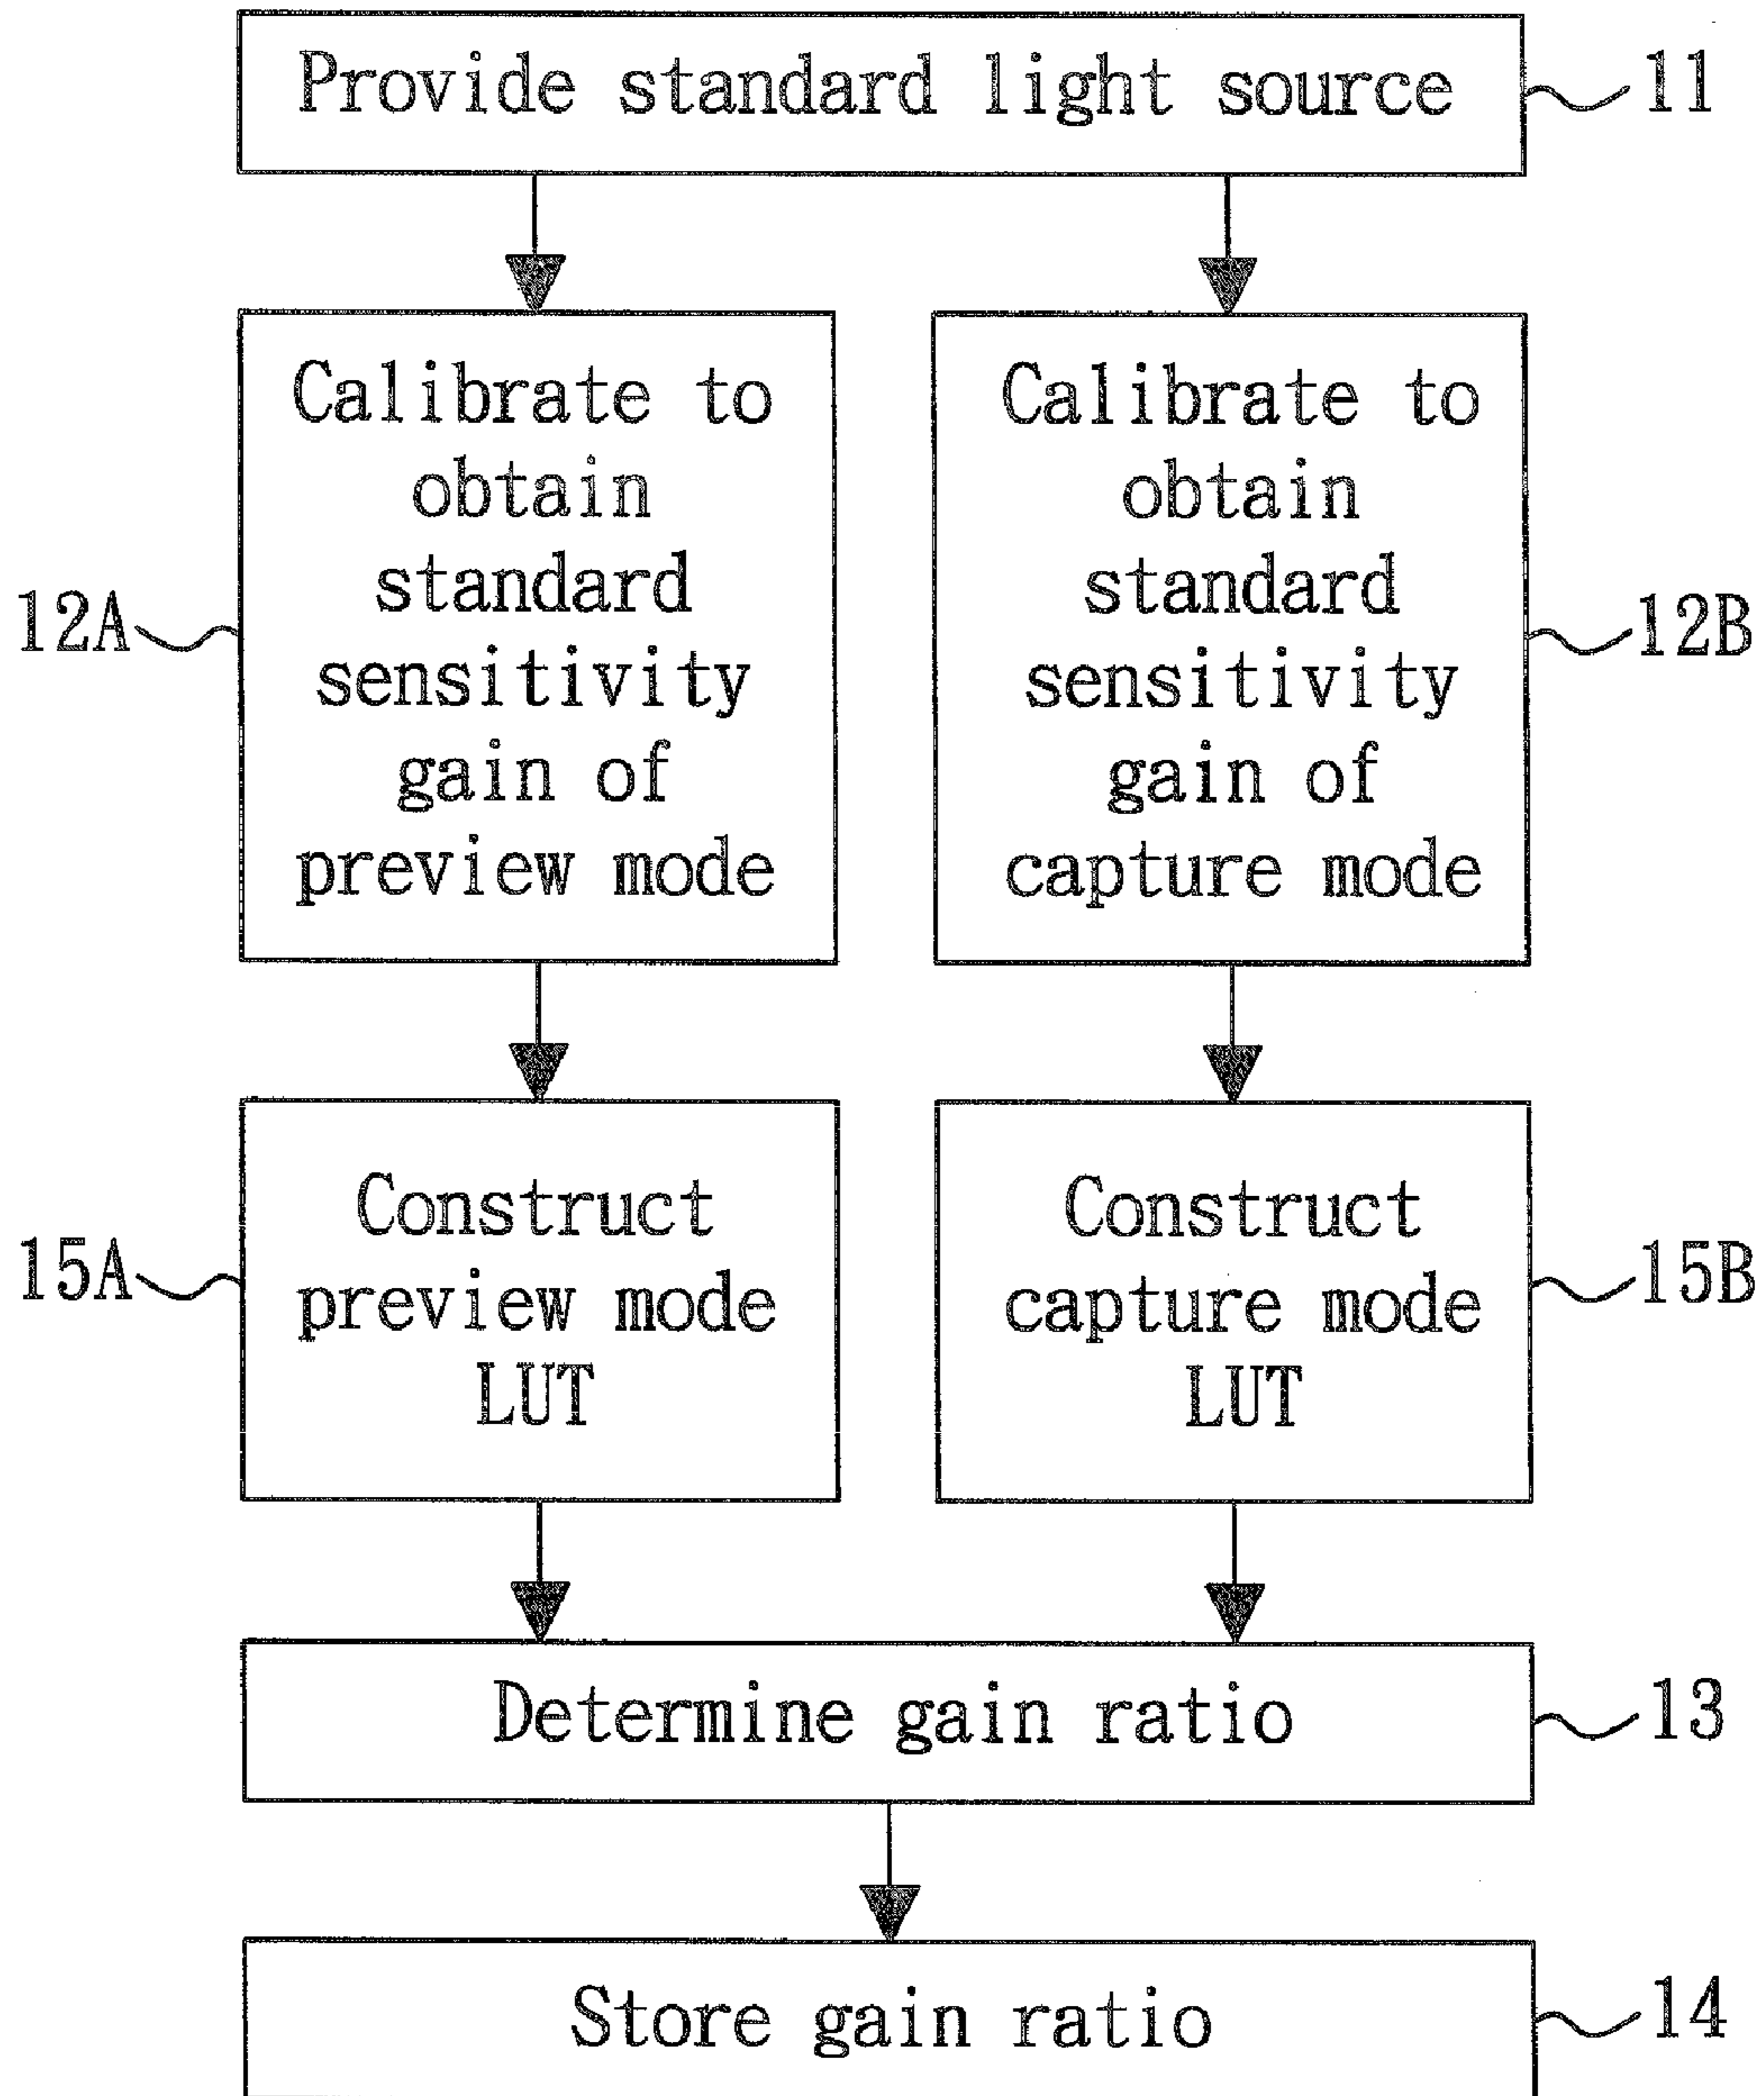 Provide standard light source
11
Calibrate to
obtain
standard
sensitivity
gain of
preview mode
12A
Calibrate to
obtain
standard
sensitivity
gain of
capture mode
12B
Construct
preview mode
LUT
15A
Construct
capture mode
LUT
15B
Determine gain ratio
13
Store gain ratio
14